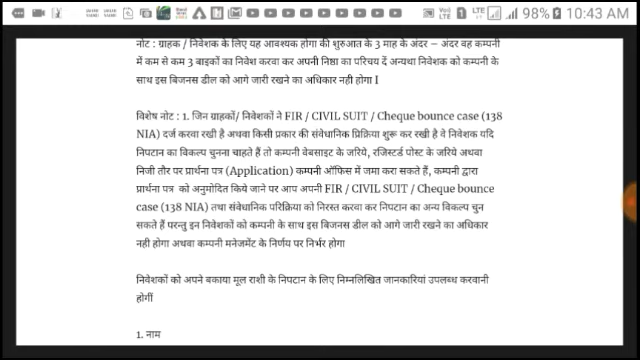 98% 10:43 AM
नोट : ग्राहक / निवेशक के लिए यह आवश्यक होगा की शुरुआत के 3 माह के अंदर – अंदर वह कम्पनी
में कम से कम 3 बाइकों का निवेश करवा कर अपनी निष्ठा का परिचय दें अन्यथा निवेशक को कम्पनी के
साथ इस बिजनस डील को आगे जारी रखने का अधिकार नही होगा I
विशेष नोट : 1. जिन ग्राहकों/ निवेशकों ने FIR / CIVIL SUIT / Cheque bounce case (138
NIA) दर्ज करवा रखी है अथवा किसी प्रकार की संवेधानिक प्रिक्रिया शुरू कर रखी है वे निवेशक यदि
निपटान का विकल्प चुनना चाहते हैं तो कम्पनी वेबसाइट के जरिये, रजिस्टर्ड पोस्ट के जरिये अथवा
निजी तौर पर प्रार्थना पत्र (Application) कम्पनी ऑफिस में जमा करा सकते हैं, कम्पनी द्वारा
प्रार्थना पत्र को अनुमोदित किये जाने पर आप अपनी FIR / CIVIL SUIT / Cheque bounce
case (138 NIA) तथा संवेधानिक परिक्रिया को निरस्त करवा कर निपटान का अन्य विकल्प चुन
सकते हैं परन्तु इन निवेशकों को कम्पनी के साथ इस बिजनस डील को आगे जारी रखने का अधिकार
नही होगा अथवा कम्पनी मनेजमेंट के निर्णय पर निर्भर होगा
निवेशकों को अपने बकाया मूल राशी के निपटान के लिए निम्नलिखित जानकारियां उपलब्ध करवानी
होगीं
1. नाम